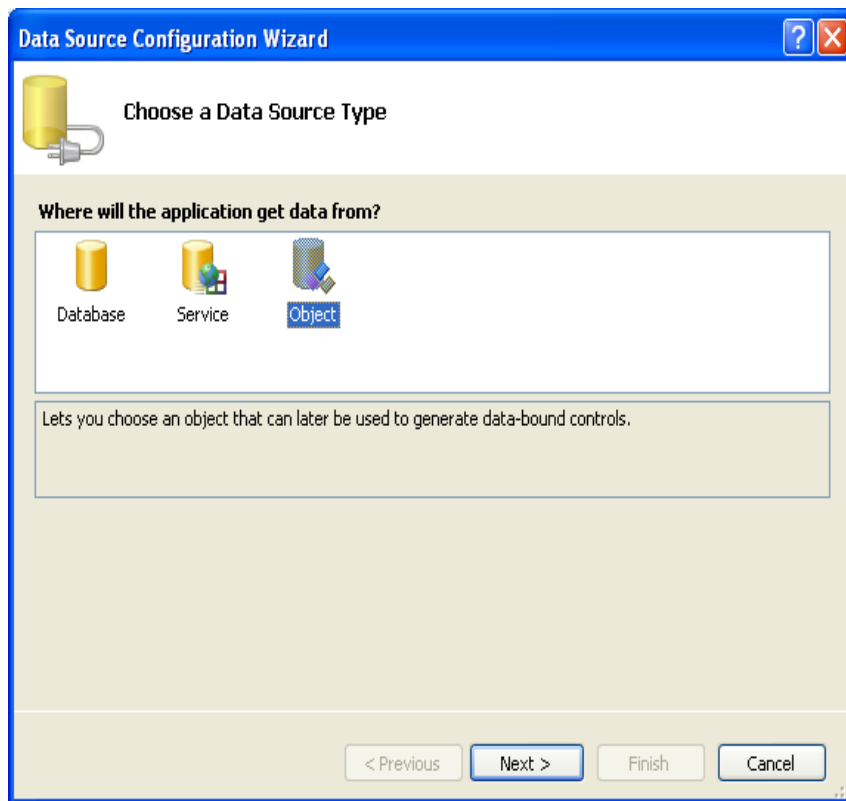 Data Source Configuration Wizard
Choose a Data Source Type
Where will the application get data from?
Database Service Object
Lets you choose an object that can later be used to generate data-bound controls.
< Previous Next > Finish Cancel